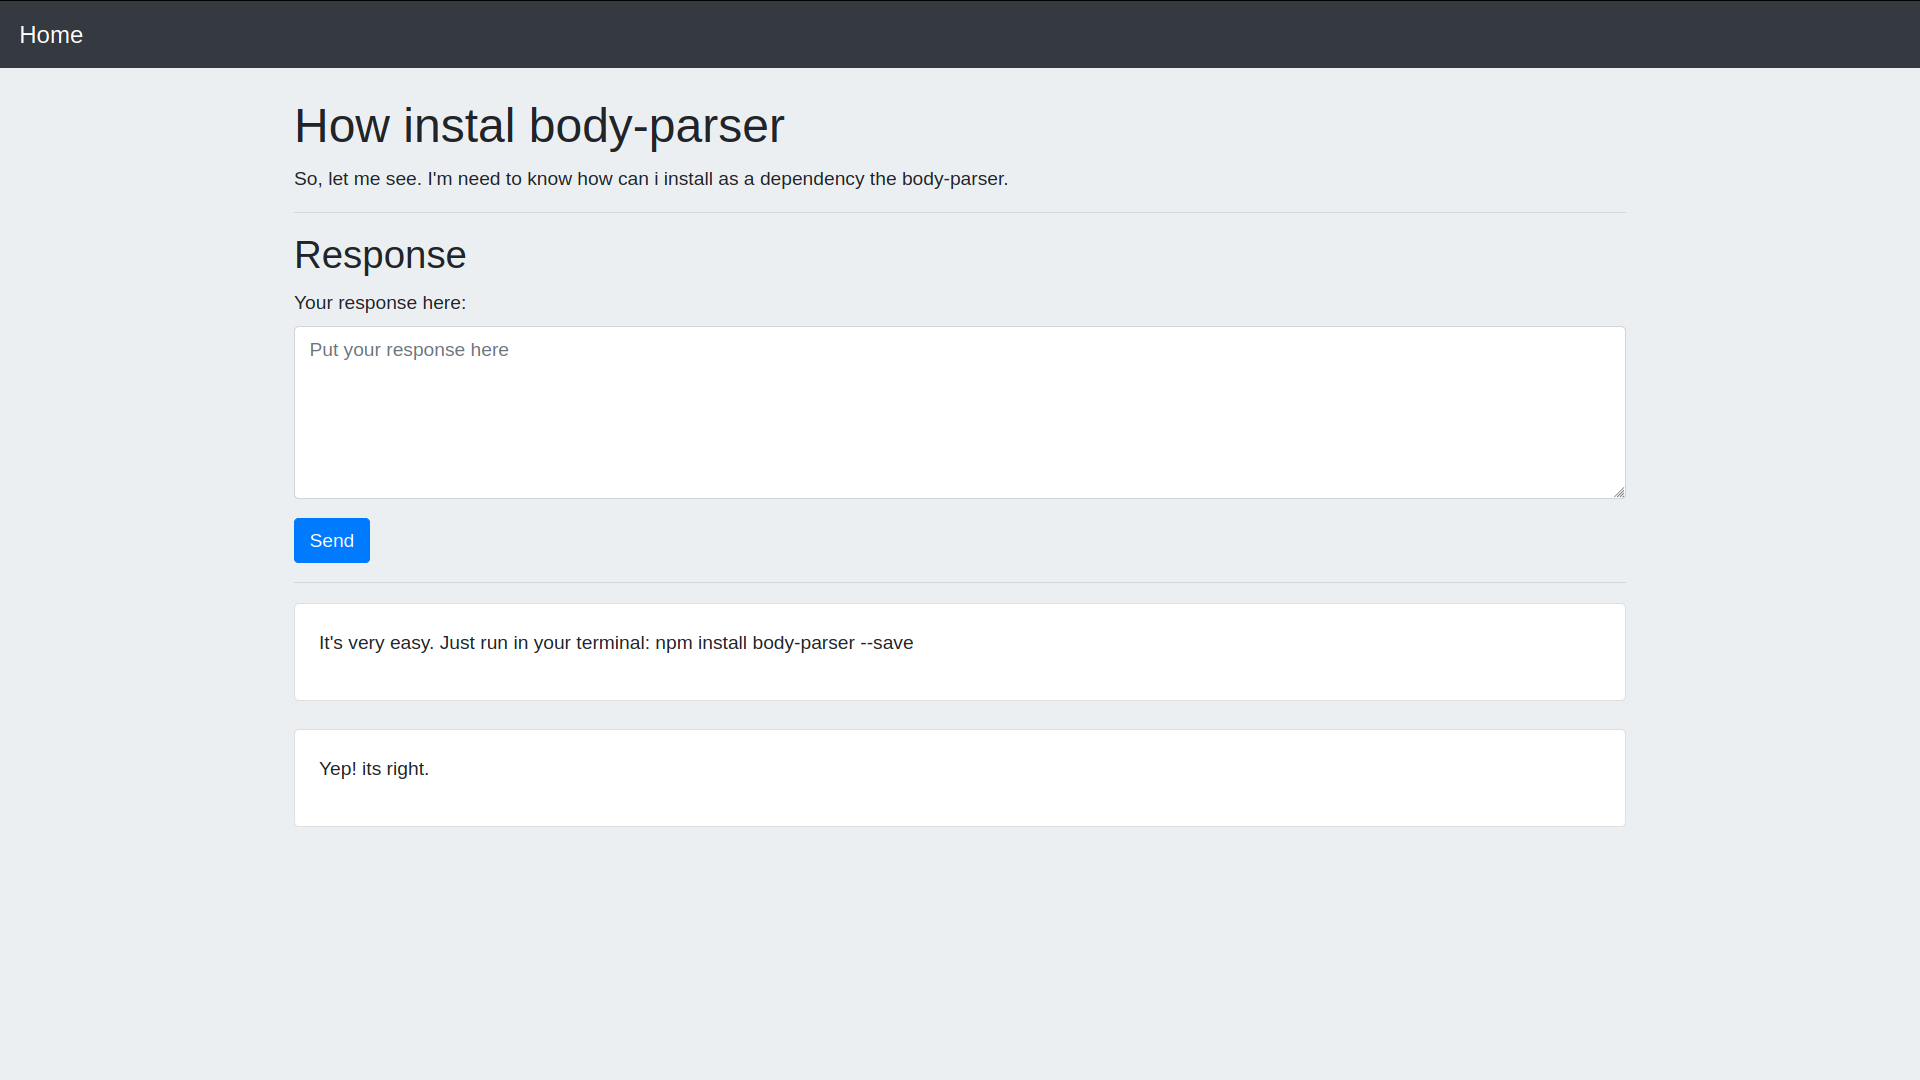 Home
How instal body-parser
So, let me see. I'm need to know how can i install as a dependency the body-parser.
Response
Your response here:
Put your response here
Send
It's very easy. Just run in your terminal: npm install body-parser --save
Yep! its right.